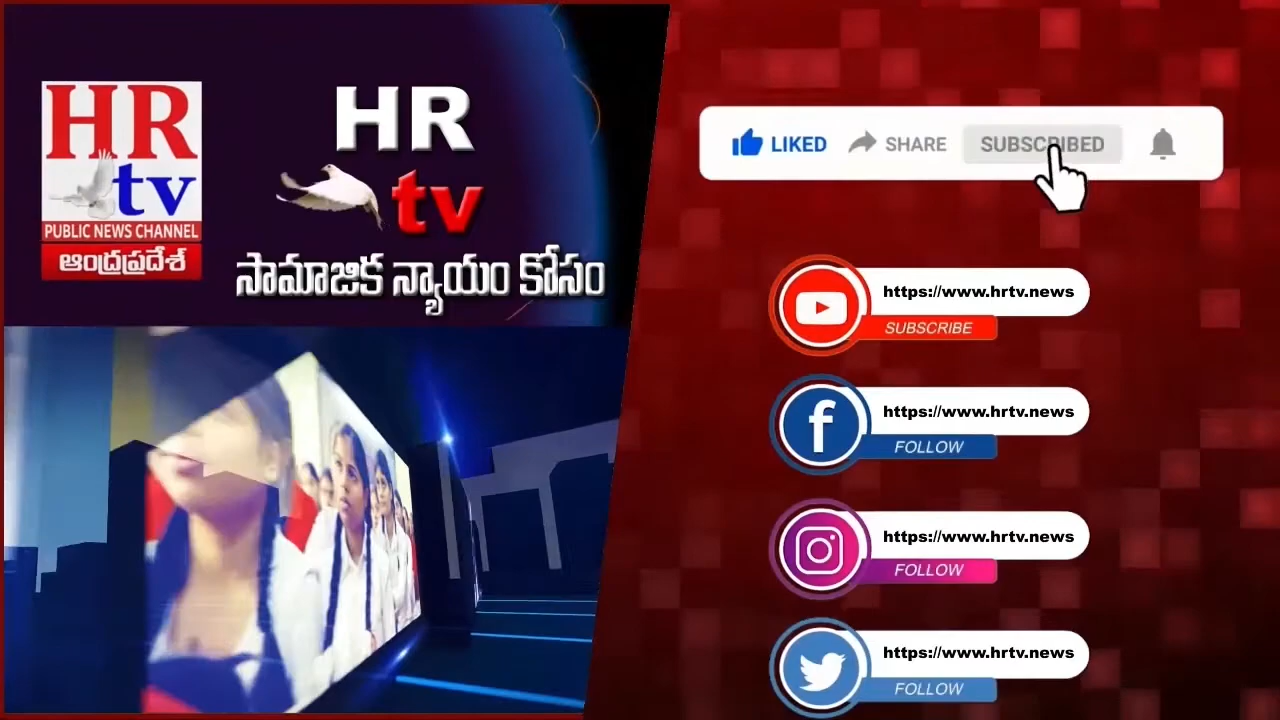 HR
tv
PUBLIC NEWS CHANNEL
ఆంధ్రప్రదేశ్
HR
tv
సామాజిక న్యాయం కోసం
LIKED SHARE SUBSCRIBED
https://www.hrtv.news
SUBSCRIBE
f
https://www.hrtv.news
FOLLOW
https://www.hrtv.news
FOLLOW
https://www.hrtv.news
FOLLOW